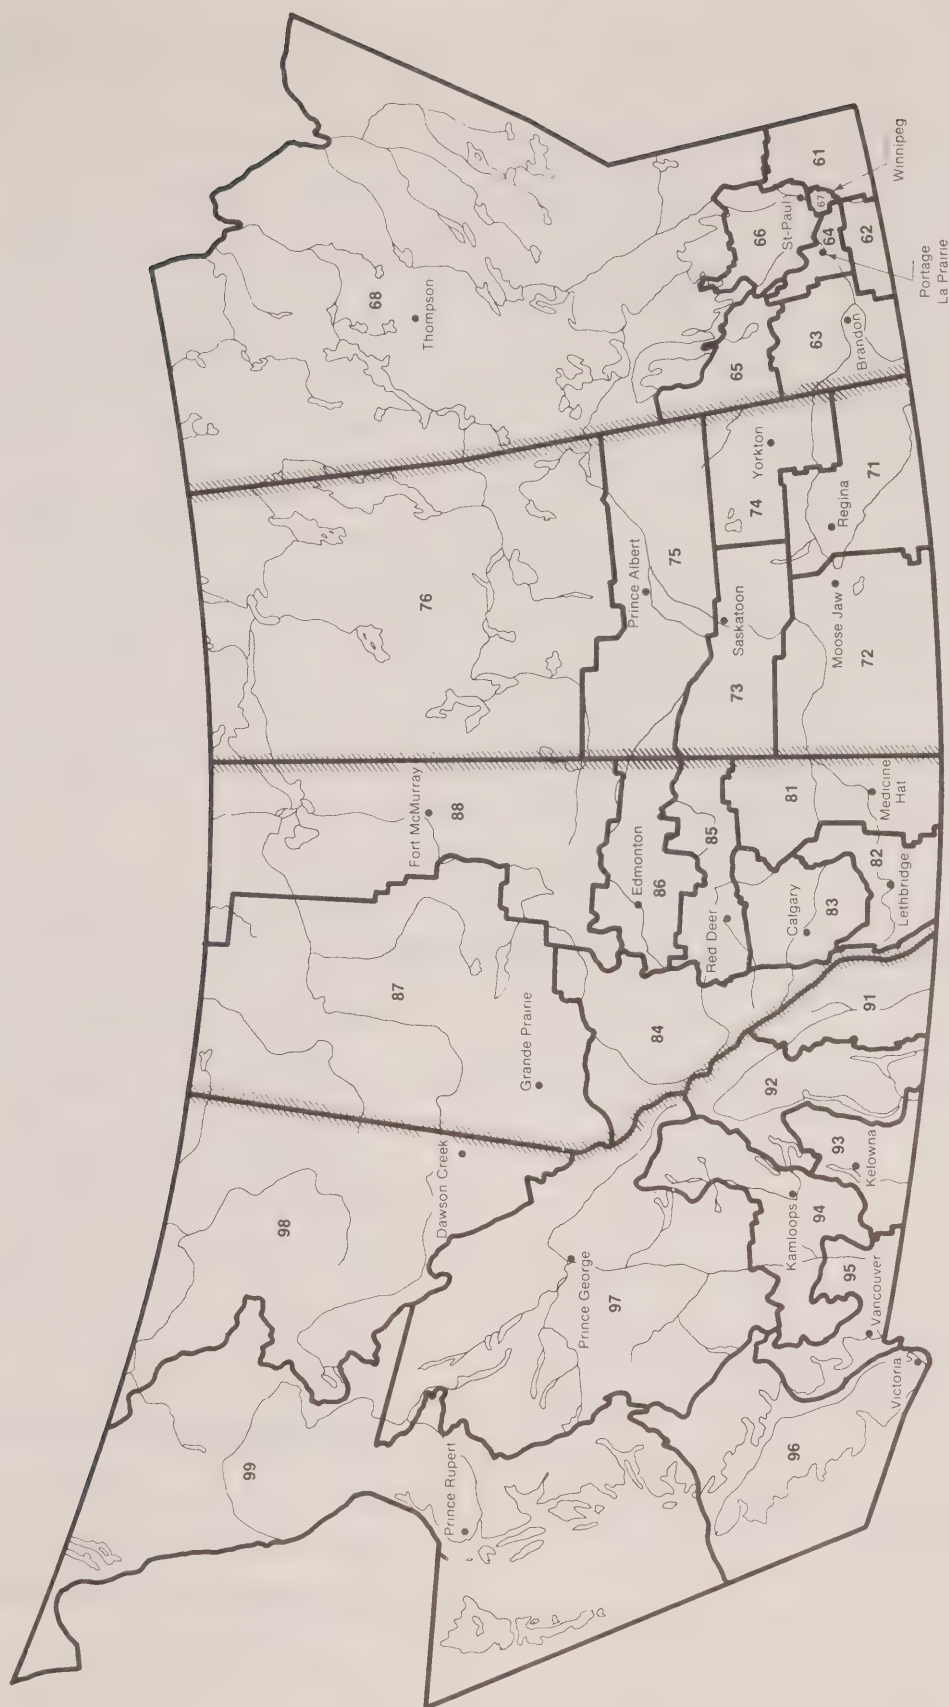 99
98
Prince Rupert
Dawson Creek
Prince George
97
96
Victoria
Vancouver
95
Kamloops
94
93
Kelowna
92
91
87
Grande Prairie
84
88
Fort McMurray
Edmonton
86
85
Red Deer
Calgary
83
82
Lethbridge
81
Medicine
Hat
76
Prince Albert
75
Saskatoon
73
74
Yorkton
Regina
71
Moose Jaw
72
68
Thompson
66
St-Paul
67
61
65
64
62
63
Brandon
Portage
La Prairie
Winnipeg